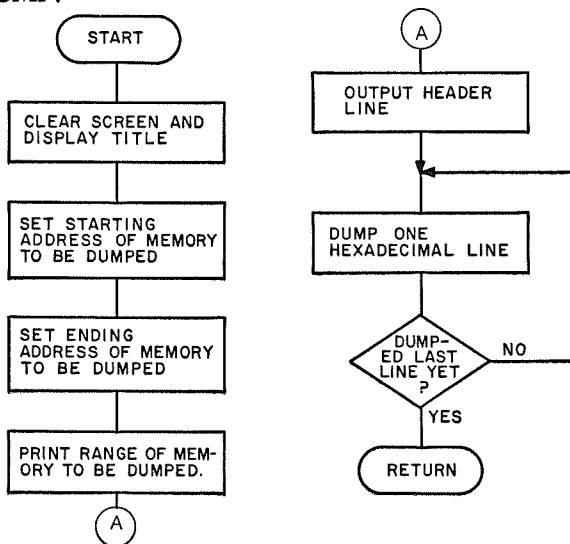 START
CLEAR SCREEN AND
DISPLAY TITLE
SET STARTING
ADDRESS OF MEMORY
TO BE DUMPED
SET ENDING
ADDRESS OF MEMORY
TO BE DUMPED
PRINT RANGE OF MEM-
ORY TO BE DUMPED.
A
A
OUTPUT HEADER
LINE
DUMP ONE
HEXADECIMAL LINE
DUMP-
ED LAST
LINE YET
?
NO
YES
RETURN